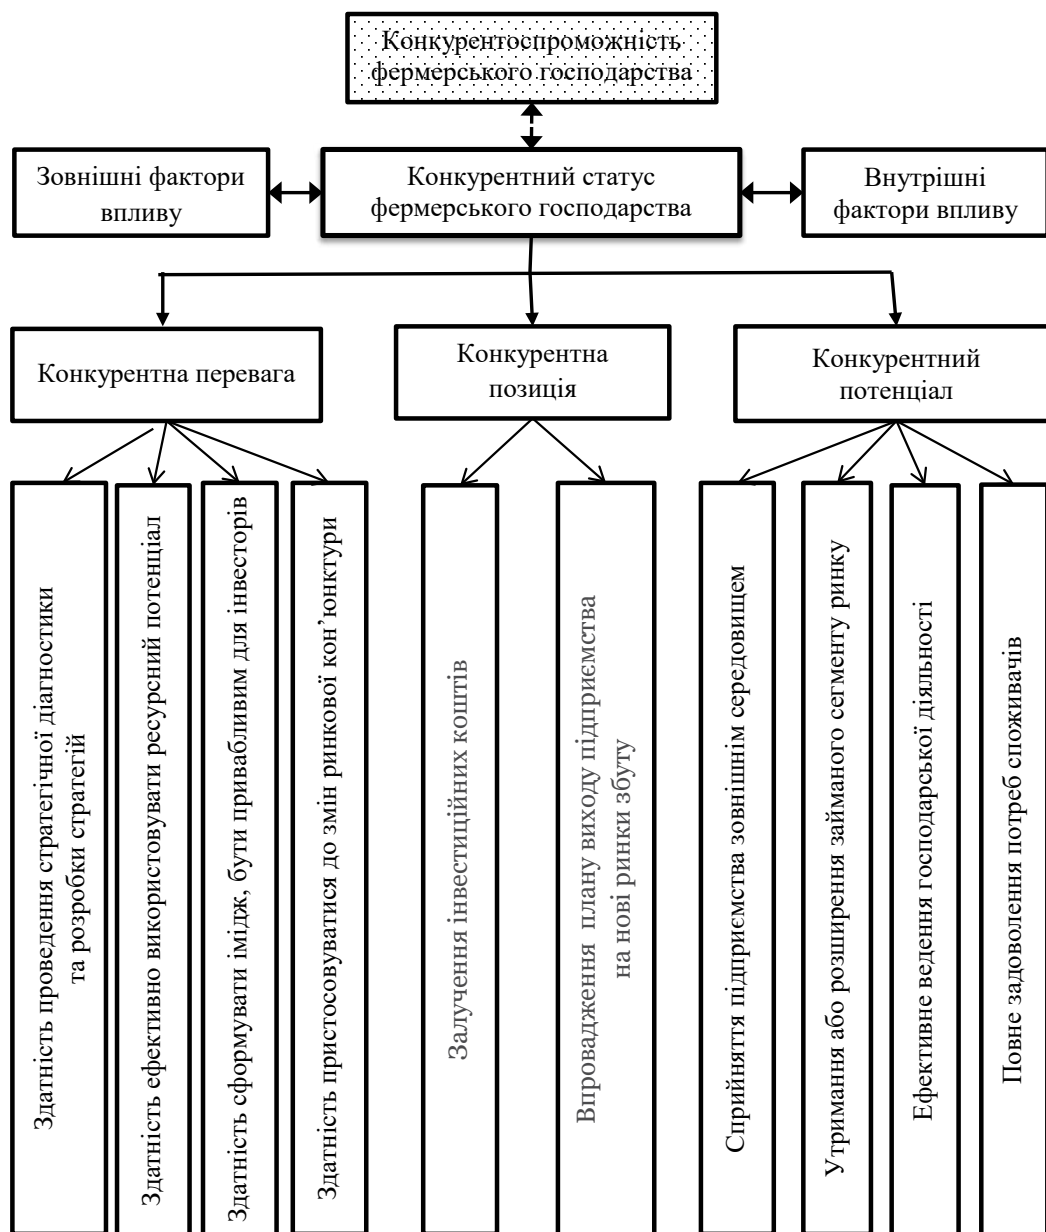 Конкурентоспроможність
фермерського господарства
Зовнішні фактори
впливу
Конкурентний статус
фермерського господарства
Внутрішні
фактори впливу
Конкурентна перевага
Конкурентна
позиція
Конкурентний
потенціал
Здатність проведення стратегічної діагностики
та розробки стратегій
Здатність ефективно використовувати ресурсний потенціал
Здатність сформувати імідж, бути привабливим для інвесторів
Здатність пристосовуватися до змін ринкової кон’юнктури
Залучення інвестиційних коштів
Впровадження плану виходу підприємства
на нові ринки збуту
Сприйняття підприємства зовнішнім середовищем
Утримання або розширення займаного сегменту ринку
Ефективне ведення господарської діяльності
Повне задоволення потреб споживачів